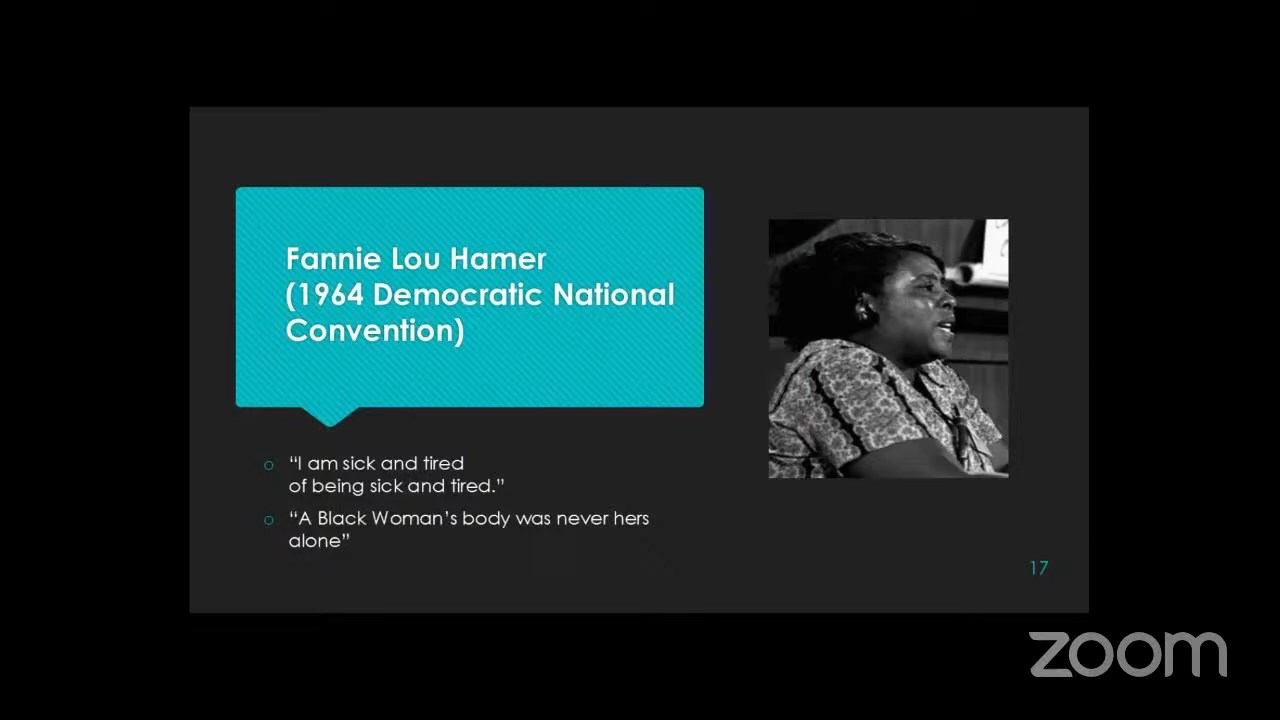 Fannie Lou Hamer
(1964 Democratic National
Convention)
“I am sick and tired
of being sick and tired.”
“A Black Woman’s body was never hers
alone”
17
zoom